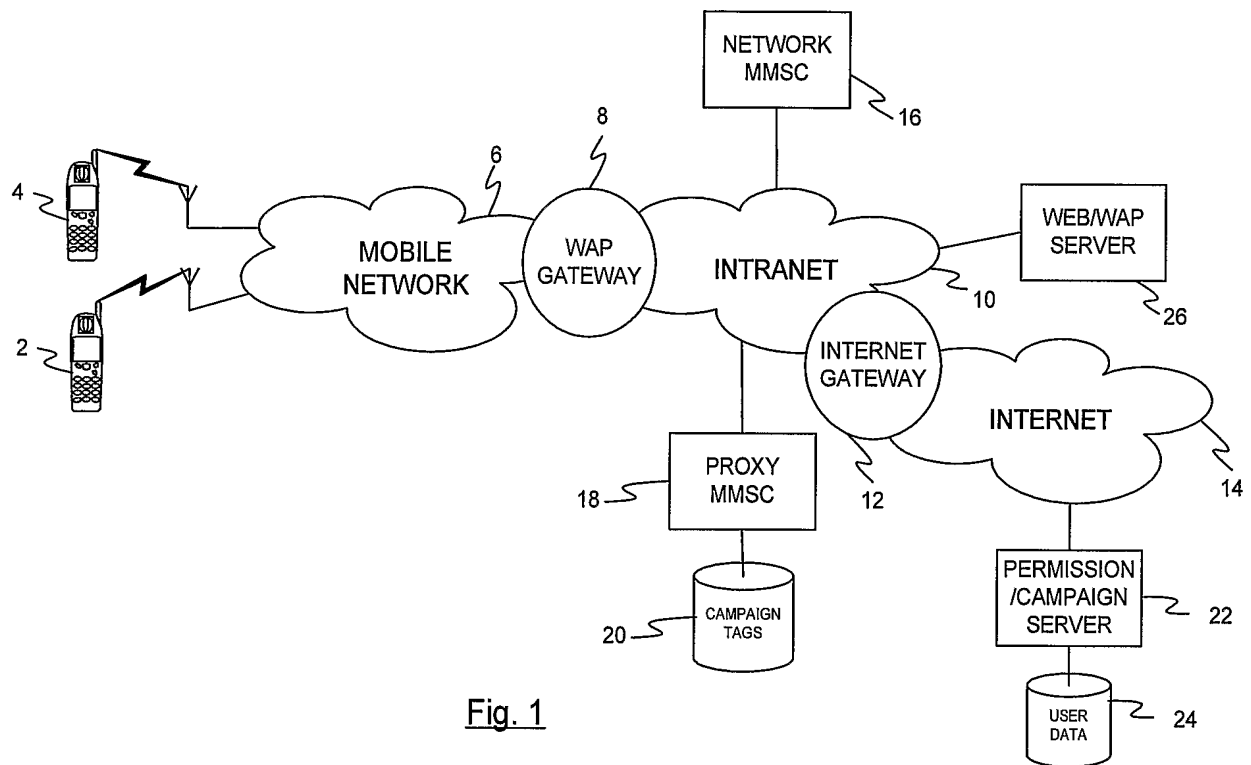 NETWORK
MMSC
16
8
6
4
MOBILE
NETWORK
WAP
GATEWAY
INTRANET
WEB/WAP
SERVER
10
26
2
INTERNET
GATEWAY
INTERNET
PROXY
MMSC
18
12
14
CAMPAIGN
TAGS
20
PERMISSION
/CAMPAIGN
SERVER
22
USER
DATA
24
Fig. 1